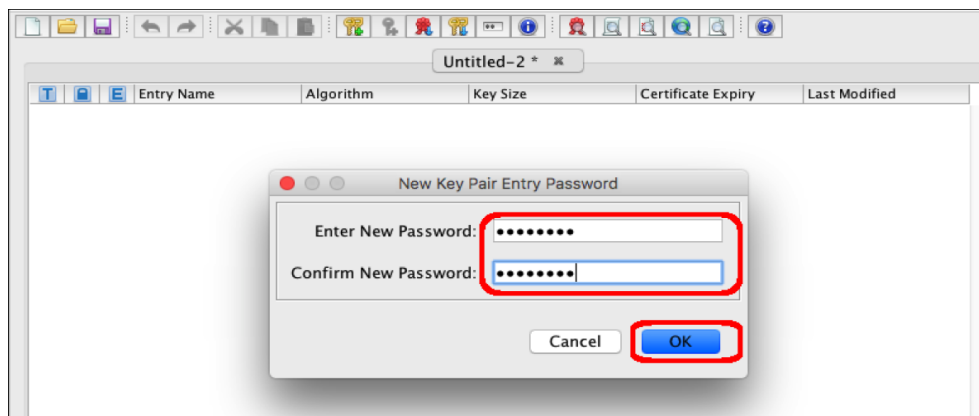 Untitled-2 *
T E Entry Name Algorithm Key Size Certificate Expiry Last Modified
New Key Pair Entry Password
Enter New Password: ••••••••
Confirm New Password: ••••••••
Cancel OK